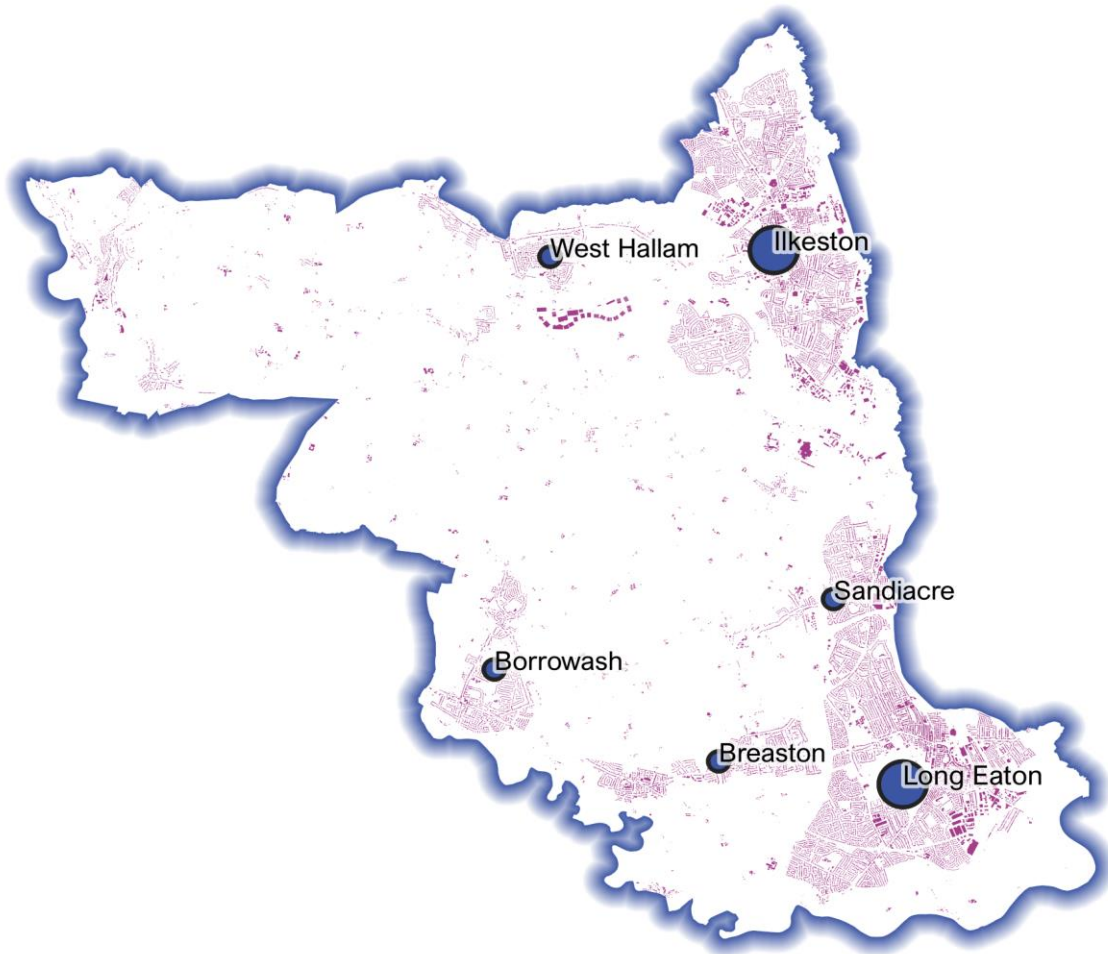 West Hallam
Ilkeston
Sandiacre
Borrowash
Breaston
Long Eaton